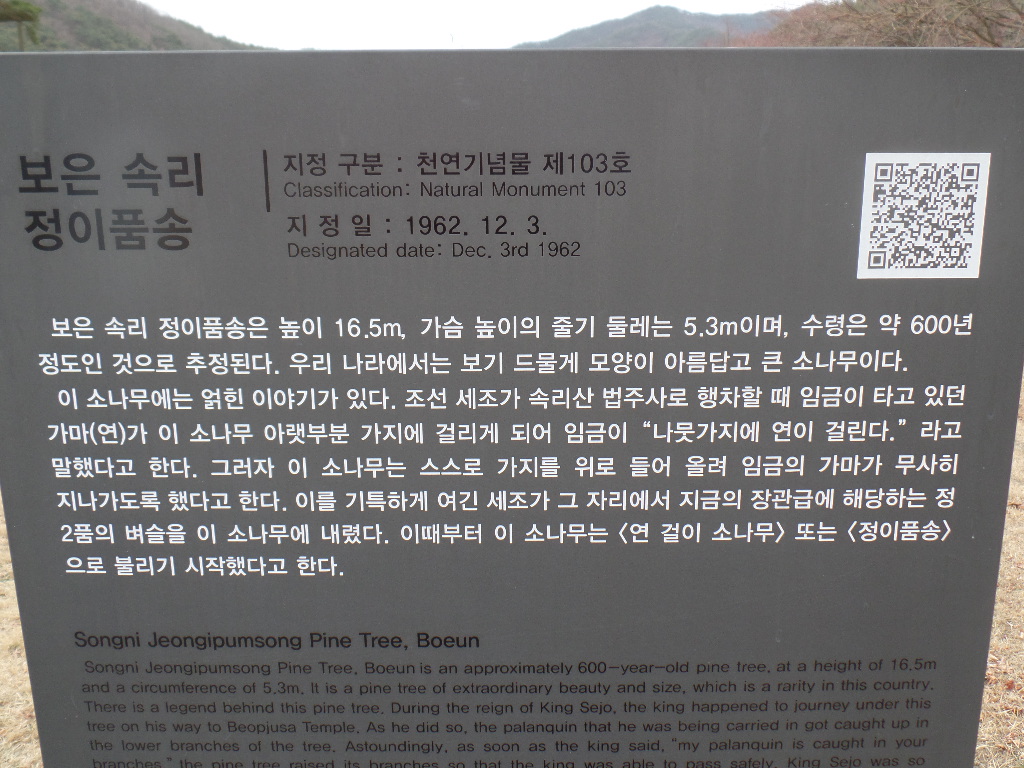 보은 속리
정이품송
지정 구분 : 천연기념물 제103호
Classification: Natural Monument 103
지 정 일 : 1962. 12. 3.
Designated date: Dec. 3rd 1962
보은 속리 정이품송은 높이 16.5m, 가슴 높이의 줄기 둘레는 5.3m이며, 수령은 약 600년
정도인 것으로 추정된다. 우리 나라에서는 보기 드물게 모양이 아름답고 큰 소나무이다.
이 소나무에는 얽힌 이야기가 있다. 조선 세조가 속리산 법주사로 행차할 때 임금이 타고 있던
가마(연)가 이 소나무 아랫부분 가지에 걸리게 되어 임금이 “나뭇가지에 연이 걸린다.” 라고
말했다고 한다. 그러자 이 소나무는 스스로 가지를 위로 들어 올려 임금의 가마가 무사히
지나가도록 했다고 한다. 이를 기특하게 여긴 세조가 그 자리에서 지금의 장관급에 해당하는 정
2품의 벼슬을 이 소나무에 내렸다. 이때부터 이 소나무는 〈연 걸이 소나무〉 또는 〈정이품송〉
으로 불리기 시작했다고 한다.
Songni Jeongipumsong Pine Tree, Boeun
Songni Jeongipumsong Pine Tree, Boeun is an approximately 600-year-old pine tree, at a height of 16.5m
and a circumference of 5.3m. It is a pine tree of extraordinary beauty and size, which is a rarity in this country.
There is a legend behind this pine tree. During the reign of King Sejo, the king happened to journey under this
tree on his way to Beopjusa Temple. As he did so, the palanquin that he was being carried in got caught up in
the lower branches of the tree. Astoundingly, as soon as the king said, “my palanquin is caught in your
branches,” the pine tree raised its branches so that the king was able to pass safely. King Sejo was so